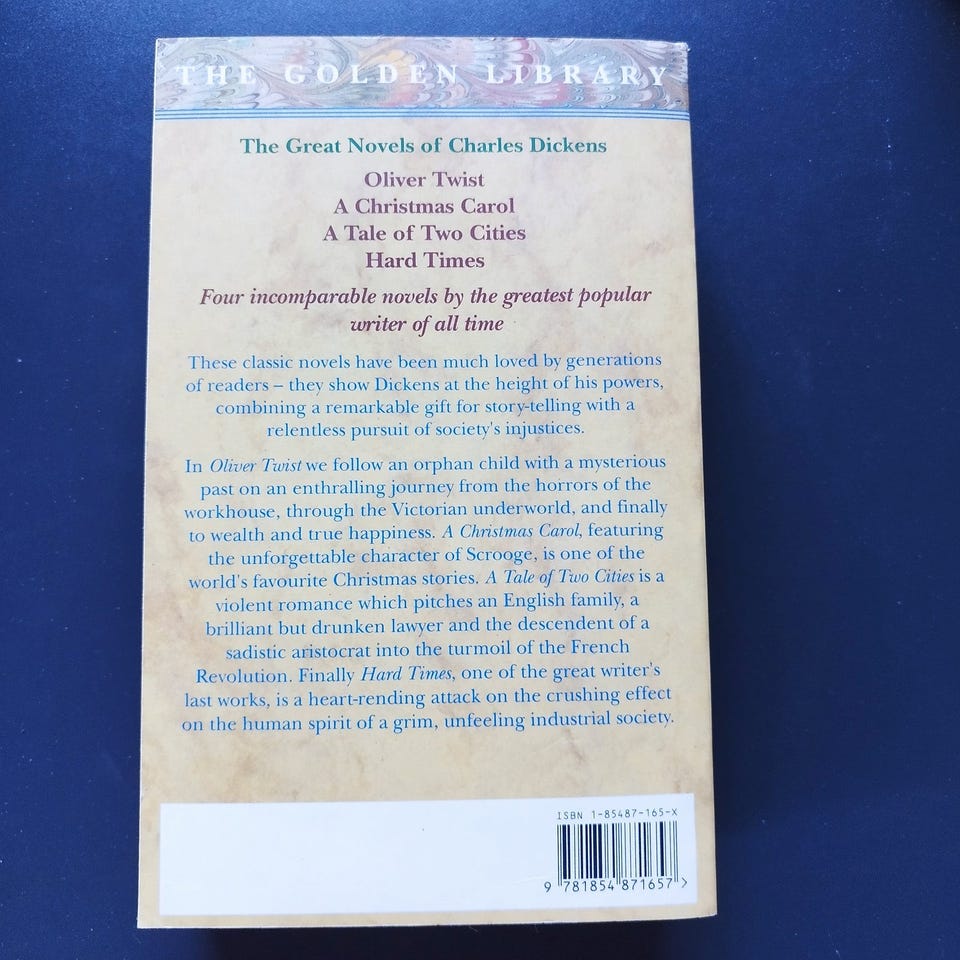 THE GOLDEN LIBRARY
The Great Novels of Charles Dickens
Oliver Twist
A Christmas Carol
A Tale of Two Cities
Hard Times
Four incomparable novels by the greatest popular
writer of all time
These classic novels have been much loved by generations
of readers – they show Dickens at the height of his powers,
combining a remarkable gift for story-telling with a
relentless pursuit of society's injustices.
In Oliver Twist we follow an orphan child with a mysterious
past on an enthralling journey from the horrors of the
workhouse, through the Victorian underworld, and finally
to wealth and true happiness. A Christmas Carol, featuring
the unforgettable character of Scrooge, is one of the
world's favourite Christmas stories. A Tale of Two Cities is a
violent romance which pitches an English family, a
brilliant but drunken lawyer and the descendent of a
sadistic aristocrat into the turmoil of the French
Revolution. Finally Hard Times, one of the great writer's
last works, is a heart-rending attack on the crushing effect
on the human spirit of a grim, unfeeling industrial society.
ISBN 1-85487-165-X
9 781854 871657 >